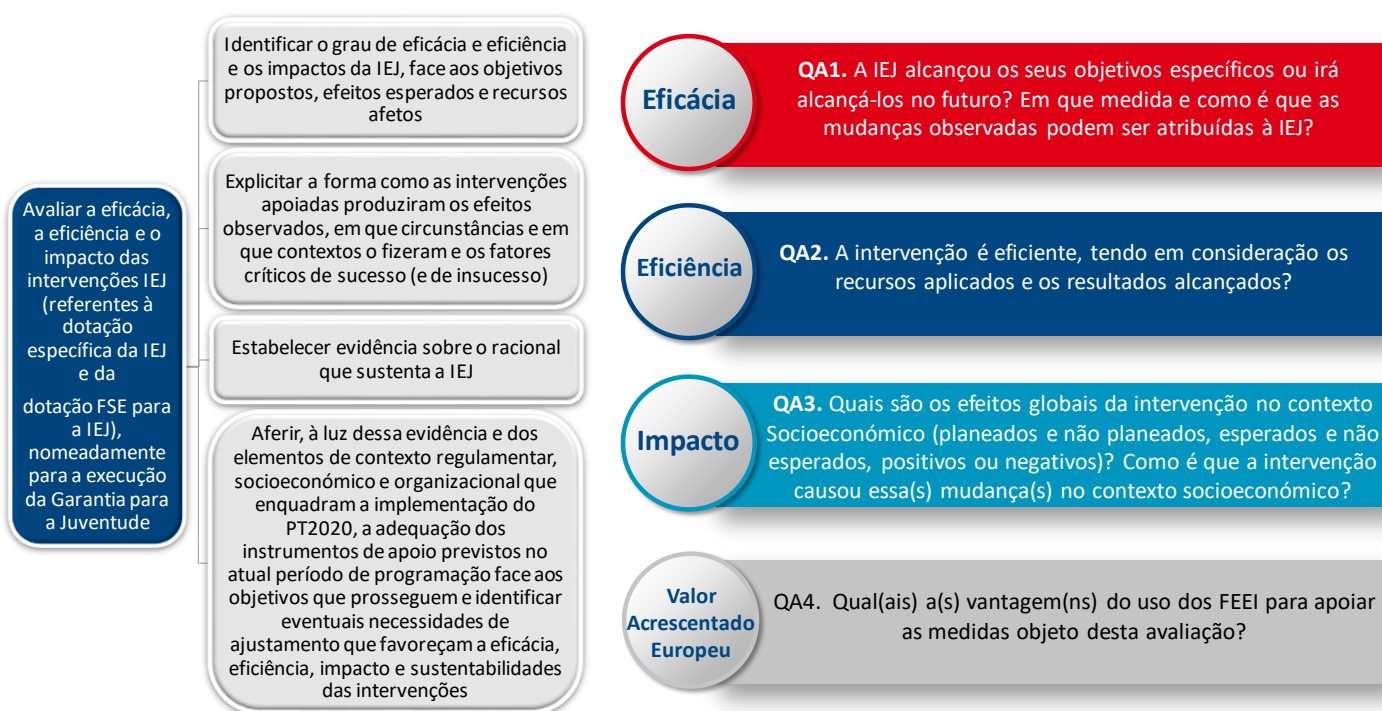 Avaliar a eficácia,
a eficiência e o
impacto das
intervenções IEJ
(referentes à
dotação
específica da IEJ
e da
dotação FSE para
a IEJ),
nomeadamente
para a execução
da Garantia para
a Juventude
Identificar o grau de eficácia e eficiência
e os impactos da IEJ, face aos objetivos
propostos, efeitos esperados e recursos
afetos
Explicitar a forma como as intervenções
apoiadas produziram os efeitos
observados, em que circunstâncias e em
que contextos o fizeram e os fatores
críticos de sucesso (e de insucesso)
Estabelecer evidência sobre o racional
que sustenta a IEJ
Aferir, à luz dessa evidência e dos
elementos de contexto regulamentar,
socioeconómico e organizacional que
enquadram a implementação do
PT2020, a adequação dos
instrumentos de apoio previstos no
atual período de programação face aos
objetivos que prosseguem e identificar
eventuais necessidades de
ajustamento que favoreçam a eficácia,
eficiência, impacto e sustentabilidades
das intervenções
Eficácia
QA1. A IEJ alcançou os seus objetivos específicos ou irá
alcançá-los no futuro? Em que medida e como é que as
mudanças observadas podem ser atribuídas à IEJ?
Eficiência
QA2. A intervenção é eficiente, tendo em consideração os
recursos aplicados e os resultados alcançados?
Impacto
QA3. Quais são os efeitos globais da intervenção no contexto
Socioeconómico (planeados e não planeados, esperados e não
esperados, positivos ou negativos)? Como é que a intervenção
causou essa(s) mudança(s) no contexto socioeconómico?
Valor
Acrescentado
Europeu
QA4. Qual(ais) a(s) vantagem(ns) do uso dos FEEI para apoiar
as medidas objeto desta avaliação?